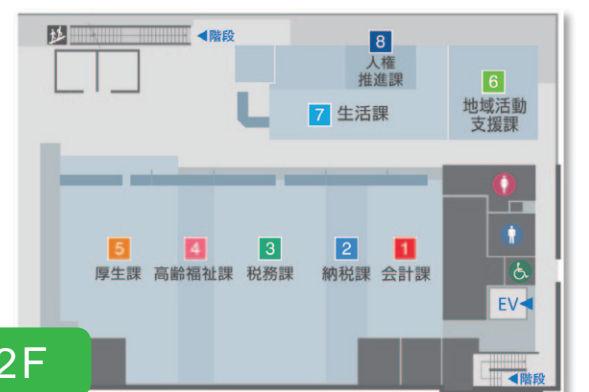 ◀階段
8
人権
推進課
6
地域活動
支援課
7 生活課
5
厚生課
4
高齢福祉課
3
税務課
2
納税課
1
会計課
EV◀
2F
◀階段